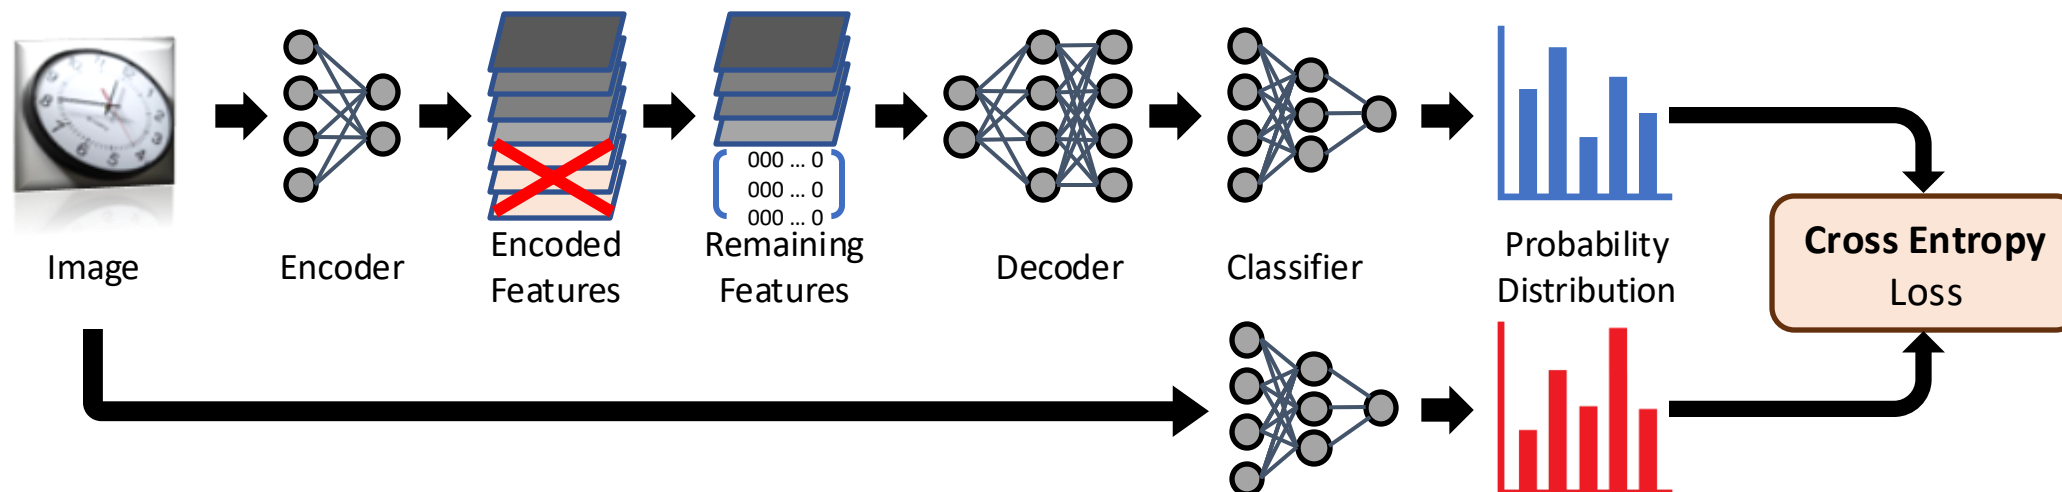 000 ... 0
000 ... 0
000 ... 0
Image
Encoder
Encoded
Features
Remaining
Features
Decoder
Classifier
Probability
Distribution
Cross Entropy
Loss